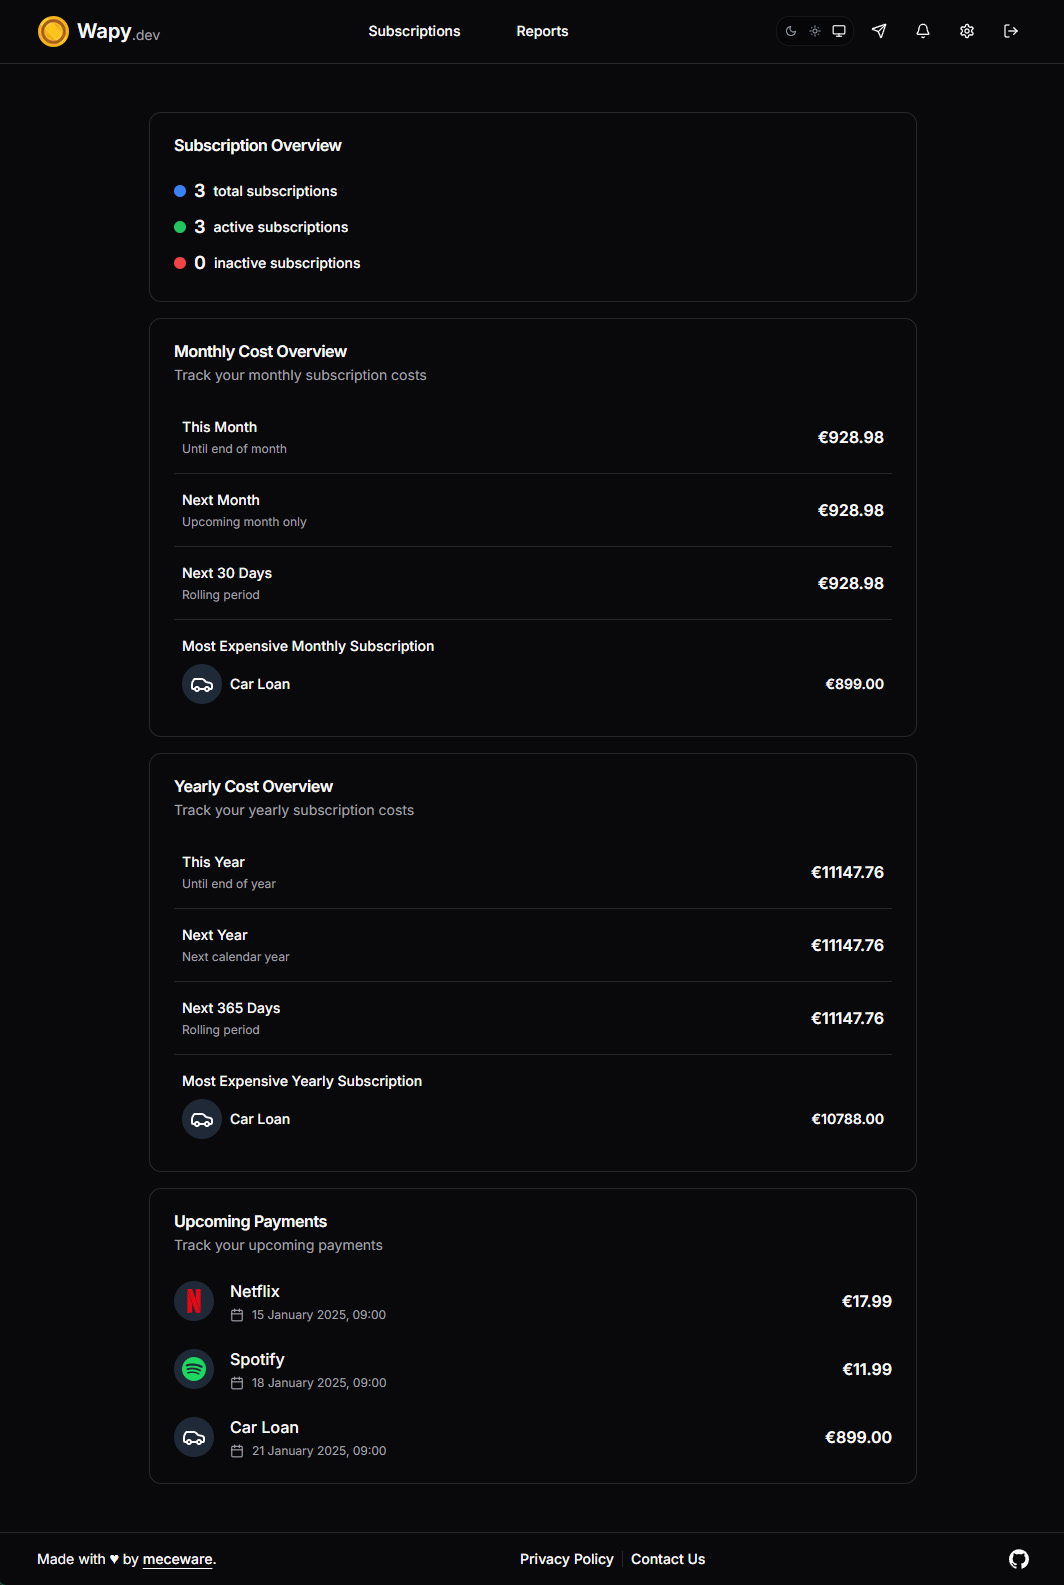 Wapy.dev
Subscriptions
Reports
Subscription Overview
3 total subscriptions
3 active subscriptions
0 inactive subscriptions
Monthly Cost Overview
Track your monthly subscription costs
This Month
Until end of month
€928.98
Next Month
Upcoming month only
€928.98
Next 30 Days
Rolling period
€928.98
Most Expensive Monthly Subscription
Car Loan
€899.00
Yearly Cost Overview
Track your yearly subscription costs
This Year
Until end of year
€11147.76
Next Year
Next calendar year
€11147.76
Next 365 Days
Rolling period
€11147.76
Most Expensive Yearly Subscription
Car Loan
€10788.00
Upcoming Payments
Track your upcoming payments
Netflix
15 January 2025, 09:00
€17.99
Spotify
18 January 2025, 09:00
€11.99
Car Loan
21 January 2025, 09:00
€899.00
Made with ♥ by meceware.
Privacy Policy
Contact Us